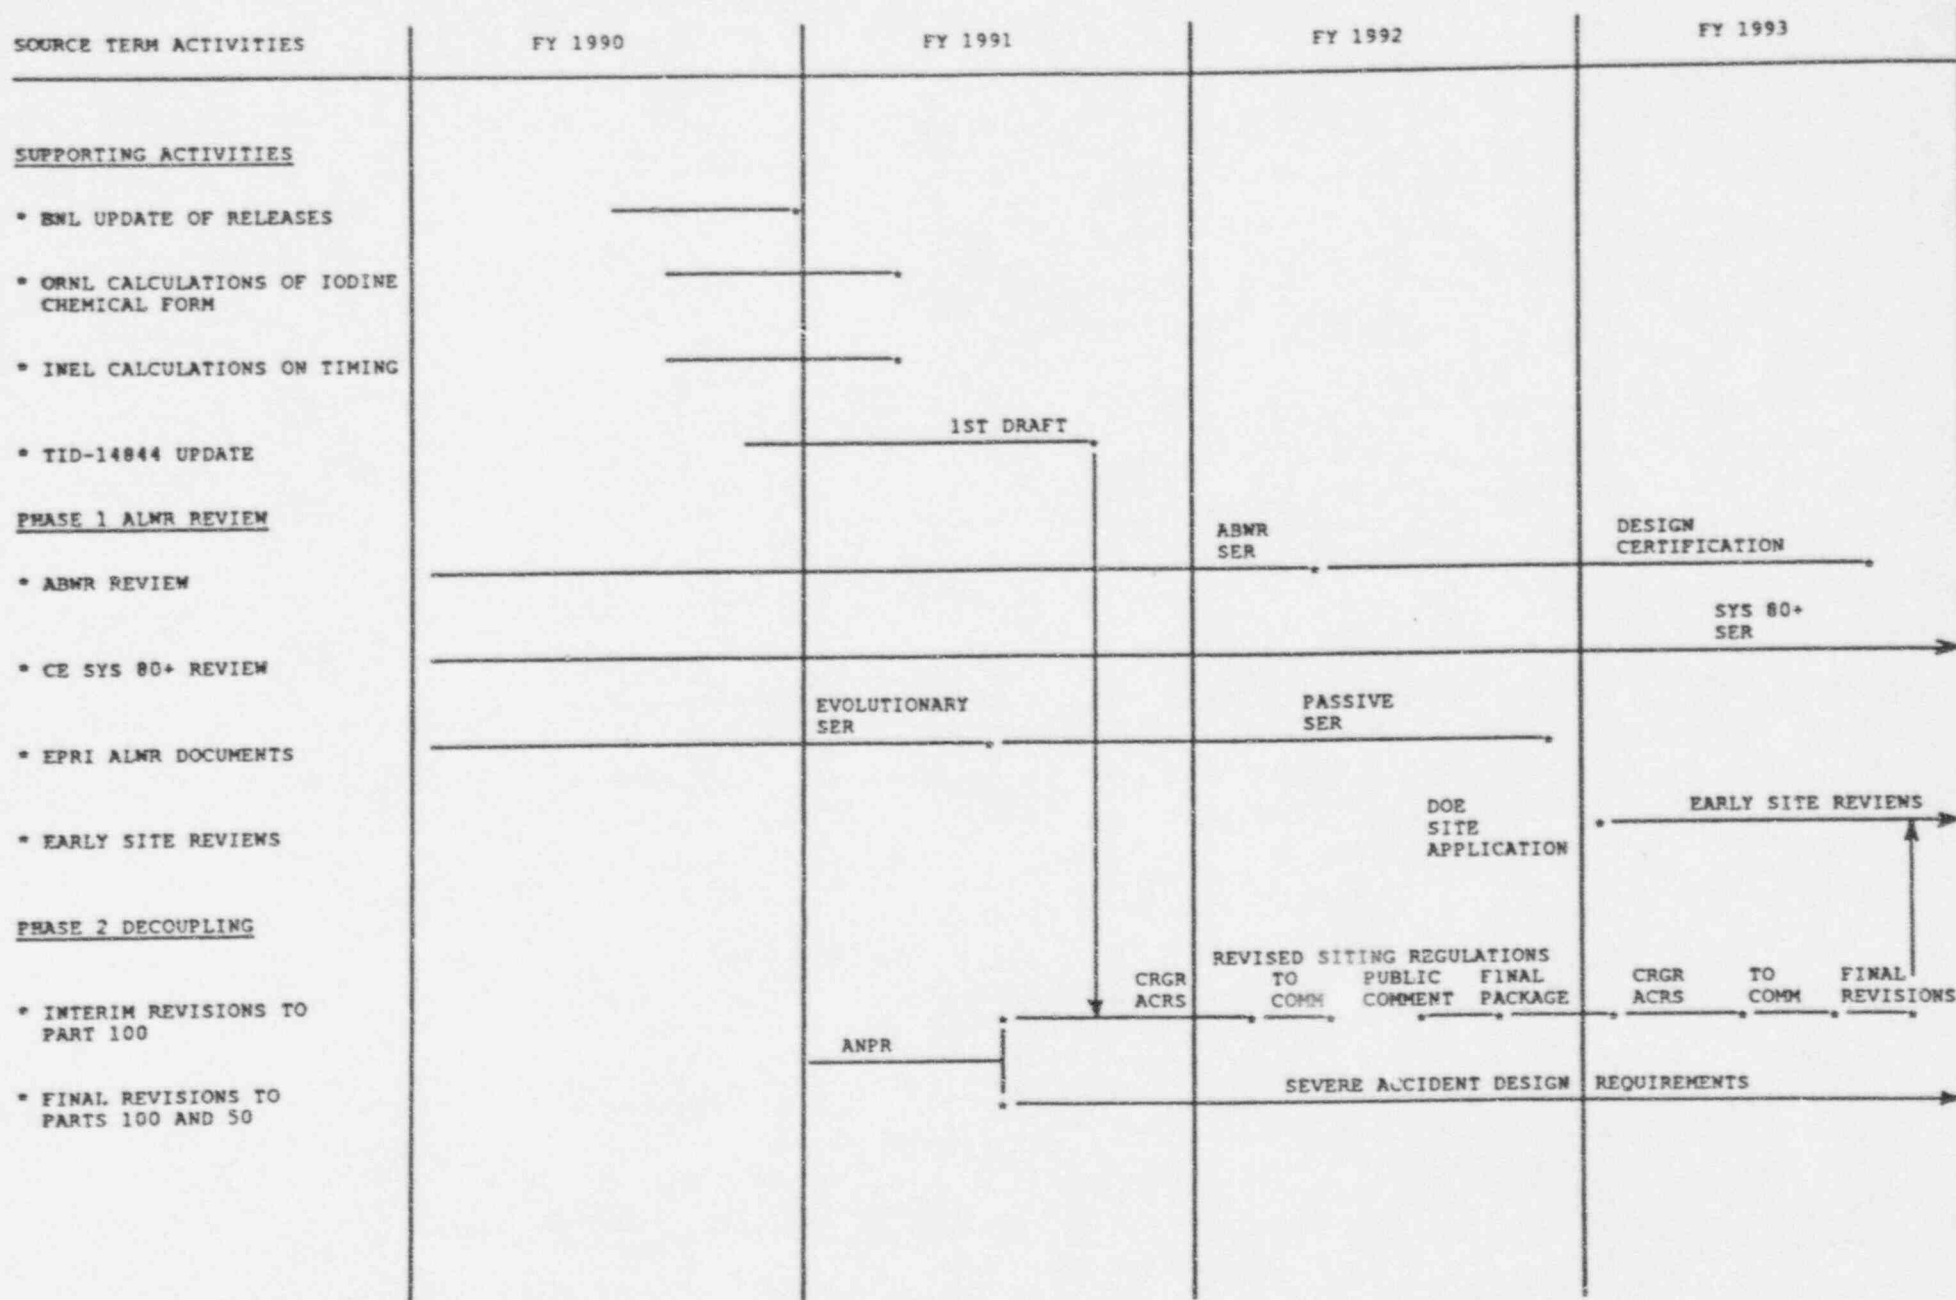 SOURCE TERM ACTIVITIES FY 1990 FY 1991 FY 1992 FY 1993
SUPPORTING ACTIVITIES
* BNL UPDATE OF RELEASES
* ORNL CALCULATIONS OF IODINE
CHEMICAL FORM
* INEL CALCULATIONS ON TIMING
1ST DRAFT
* TID-14844 UPDATE
PHASE 1 ALWR REVIEW
ABWR
SER
DESIGN
CERTIFICATION
* ABWR REVIEW
SYS 80+
SER
* CE SYS 80+ REVIEW
EVOLUTIONARY
SER
PASSIVE
SER
* EPRI ALWR DOCUMENTS
DOE
SITE
APPLICATION
EARLY SITE REVIEWS
* EARLY SITE REVIEWS
PHASE 2 DECOUPLING
REVISED SITING REGULATIONS
CRGR TO PUBLIC FINAL CRGR TO FINAL
ACRS COMM COMMENT PACKAGE ACRS COMM REVISIONS
* INTERIM REVISIONS TO
PART 100
ANPR
SEVERE ACCIDENT DESIGN REQUIREMENTS
* FINAL REVISIONS TO
PARTS 100 AND 50